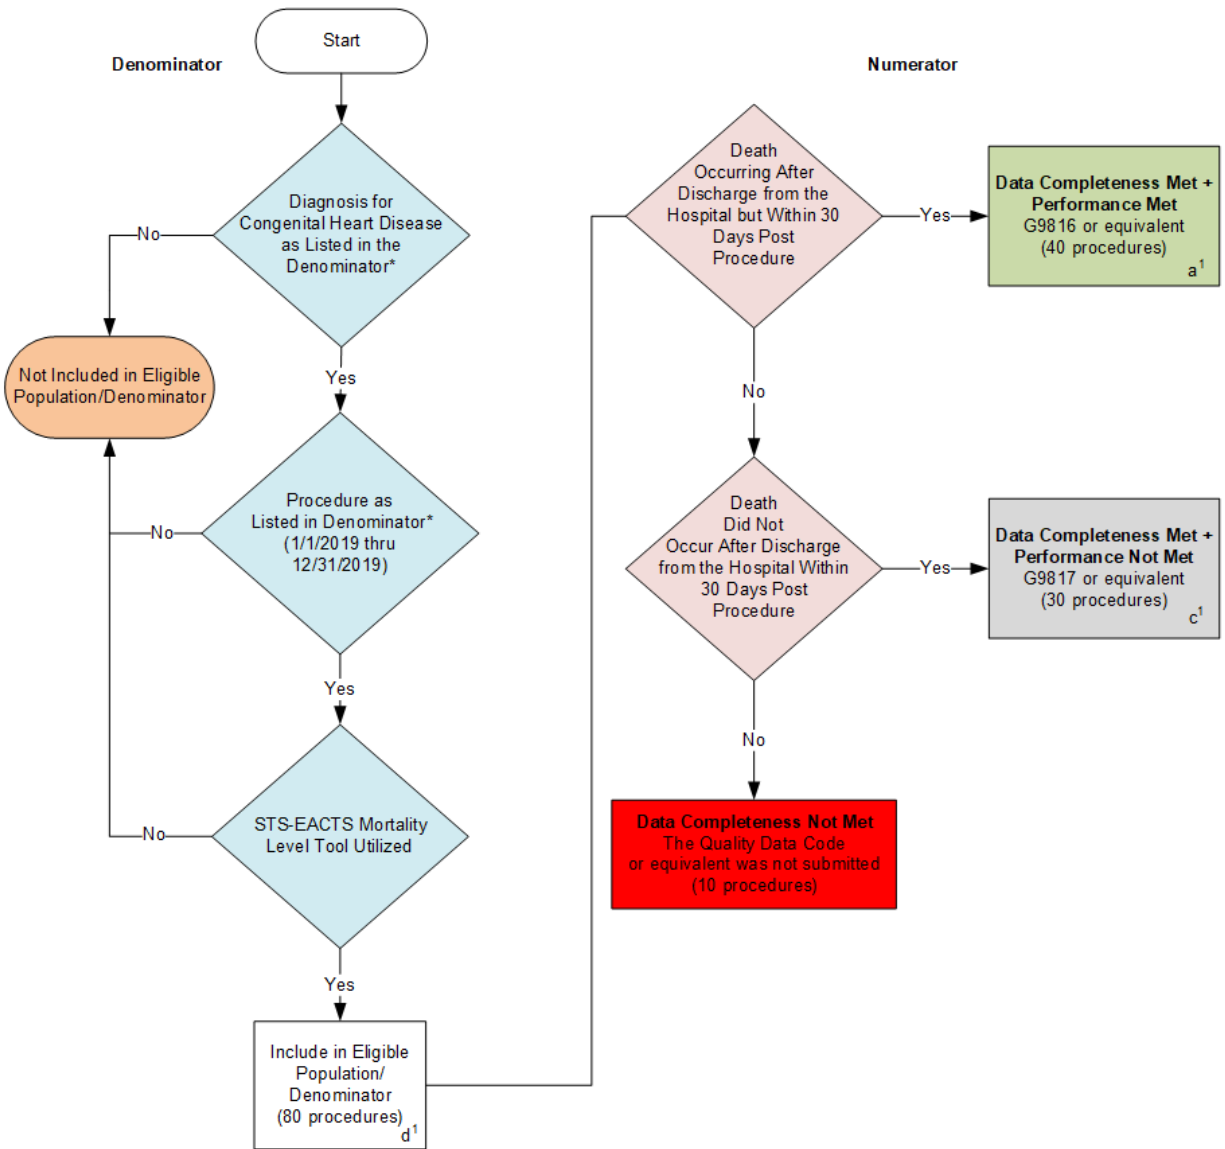 Start
Denominator
Diagnosis for
Congenital Heart Disease
as Listed in the
Denominator*
No
Not Included in Eligible
Population/Denominator
Yes
Procedure as
Listed in Denominator*
(1/1/2019 thru
12/31/2019)
No
Yes
STS-EACTS Mortality
Level Tool Utilized
No
Yes
Include in Eligible
Population/
Denominator
(80 procedures)
d¹
Numerator
Death
Occurring After
Discharge from the
Hospital but Within 30
Days Post
Procedure
Yes
Data Completeness Met +
Performance Met
G9816 or equivalent
(40 procedures)
a¹
No
Death
Did Not
Occur After Discharge
from the Hospital Within
30 Days Post
Procedure
Yes
Data Completeness Met +
Performance Not Met
G9817 or equivalent
(30 procedures)
c¹
No
Data Completeness Not Met
The Quality Data Code
or equivalent was not submitted
(10 procedures)